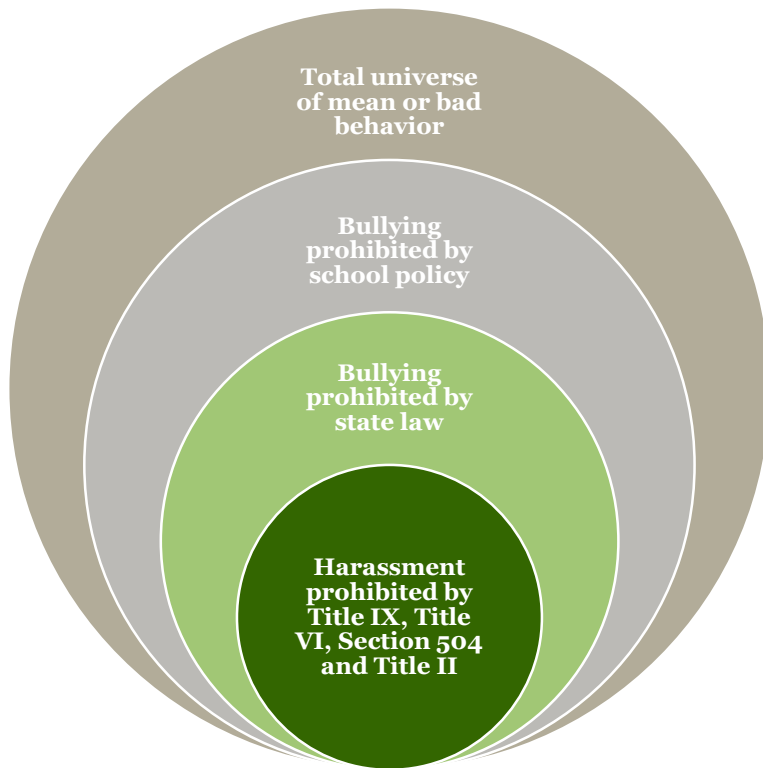 Total universe
of mean or bad
behavior
Bullying
prohibited by
school policy
Bullying
prohibited by
state law
Harassment
prohibited by
Title IX, Title
VI, Section 504
and Title II